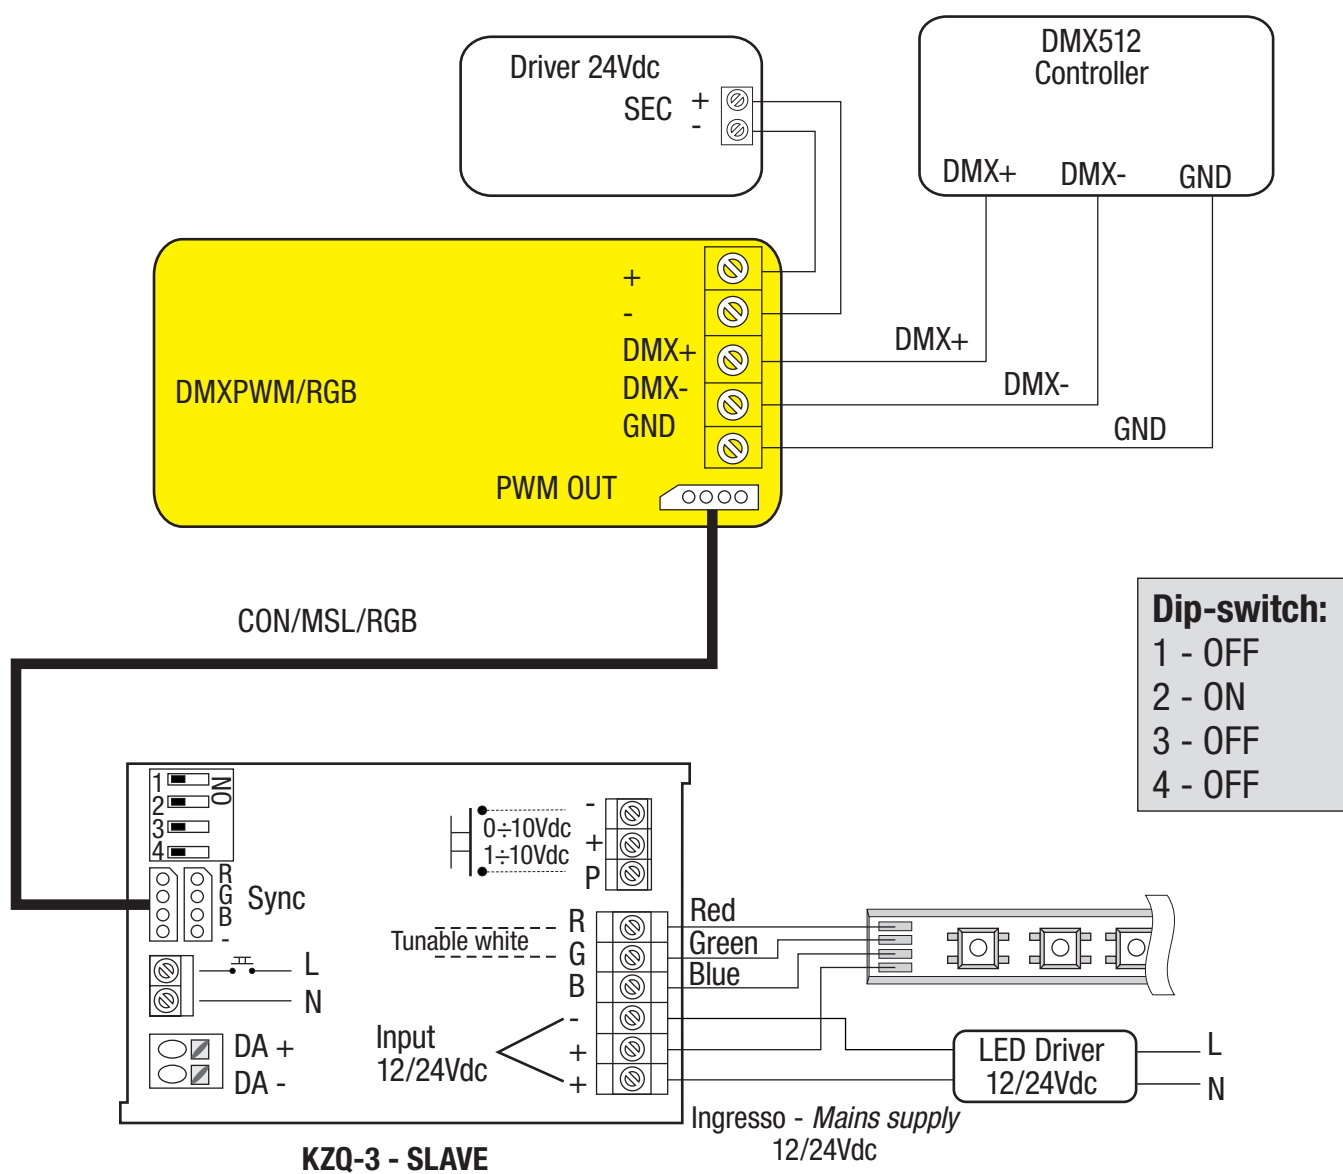 Driver 24Vdc
SEC +
-
DMX512
Controller
DMX+ DMX- GND
+
-
DMX+
DMX-
GND
DMXPWM/RGB
PWM OUT
DMX+
DMX-
GND
CON/MSL/RGB
Dip-switch:
1 - OFF
2 - ON
3 - OFF
4 - OFF
1
2
3
4
ON
R
G
B
-
Sync
L
N
DA +
DA -
0÷10Vdc
1÷10Vdc
-
+
P
Tunable white
R
G
B
-
+
+
Input
12/24Vdc
Red
Green
Blue
LED Driver
12/24Vdc
L
N
Ingresso - Mains supply
12/24Vdc
KZQ-3 - SLAVE